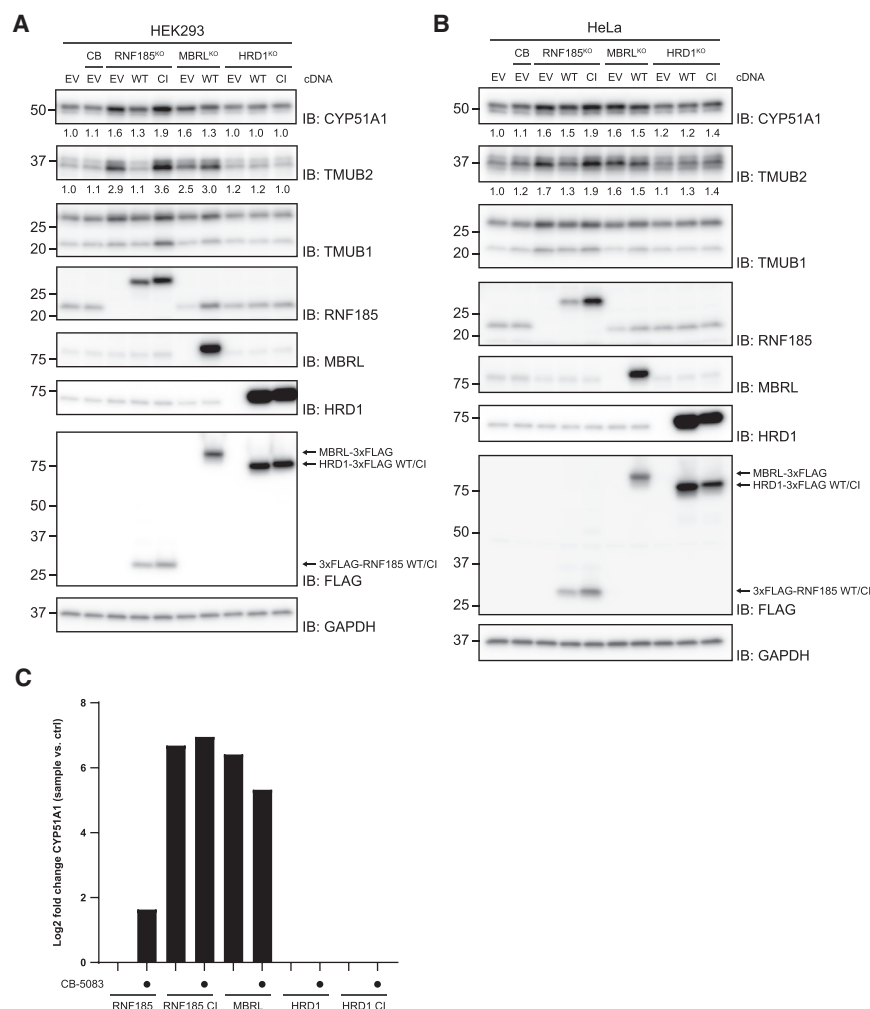 A
HEK293
CB RNF185KO MBRLKO HRD1KO
EV EV EV WT CI EV WT EV WT CI cDNA
50
IB: CYP51A1
1.0 1.1 1.6 1.3 1.9 1.6 1.3 1.0 1.0 1.0
37
IB: TMUB2
1.0 1.1 2.9 1.1 3.6 2.5 3.0 1.2 1.2 1.0
25
20
IB: TMUB1
25
20
IB: RNF185
75
IB: MBRL
75
IB: HRD1
MBRL-3xFLAG
75
HRD1-3xFLAG WT/CI
50
37
3xFLAG-RNF185 WT/CI
25
IB: FLAG
37
IB: GAPDH
B
HeLa
CB RNF185KO MBRLKO HRD1KO
EV EV EV WT CI EV WT EV WT CI cDNA
50
IB: CYP51A1
1.0 1.1 1.6 1.5 1.9 1.6 1.5 1.2 1.2 1.4
37
IB: TMUB2
1.0 1.2 1.7 1.3 1.9 1.6 1.5 1.1 1.3 1.4
25
20
IB: TMUB1
25
20
IB: RNF185
75
IB: MBRL
75
IB: HRD1
MBRL-3xFLAG
75
HRD1-3xFLAG WT/CI
50
37
3xFLAG-RNF185 WT/CI
25
IB: FLAG
37
IB: GAPDH
C
Log2 fold change CYP51A1 (sample vs. ctrl)
8
6
4
2
0
CB-5083
RNF185 RNF185 CI MBRL HRD1 HRD1 CI